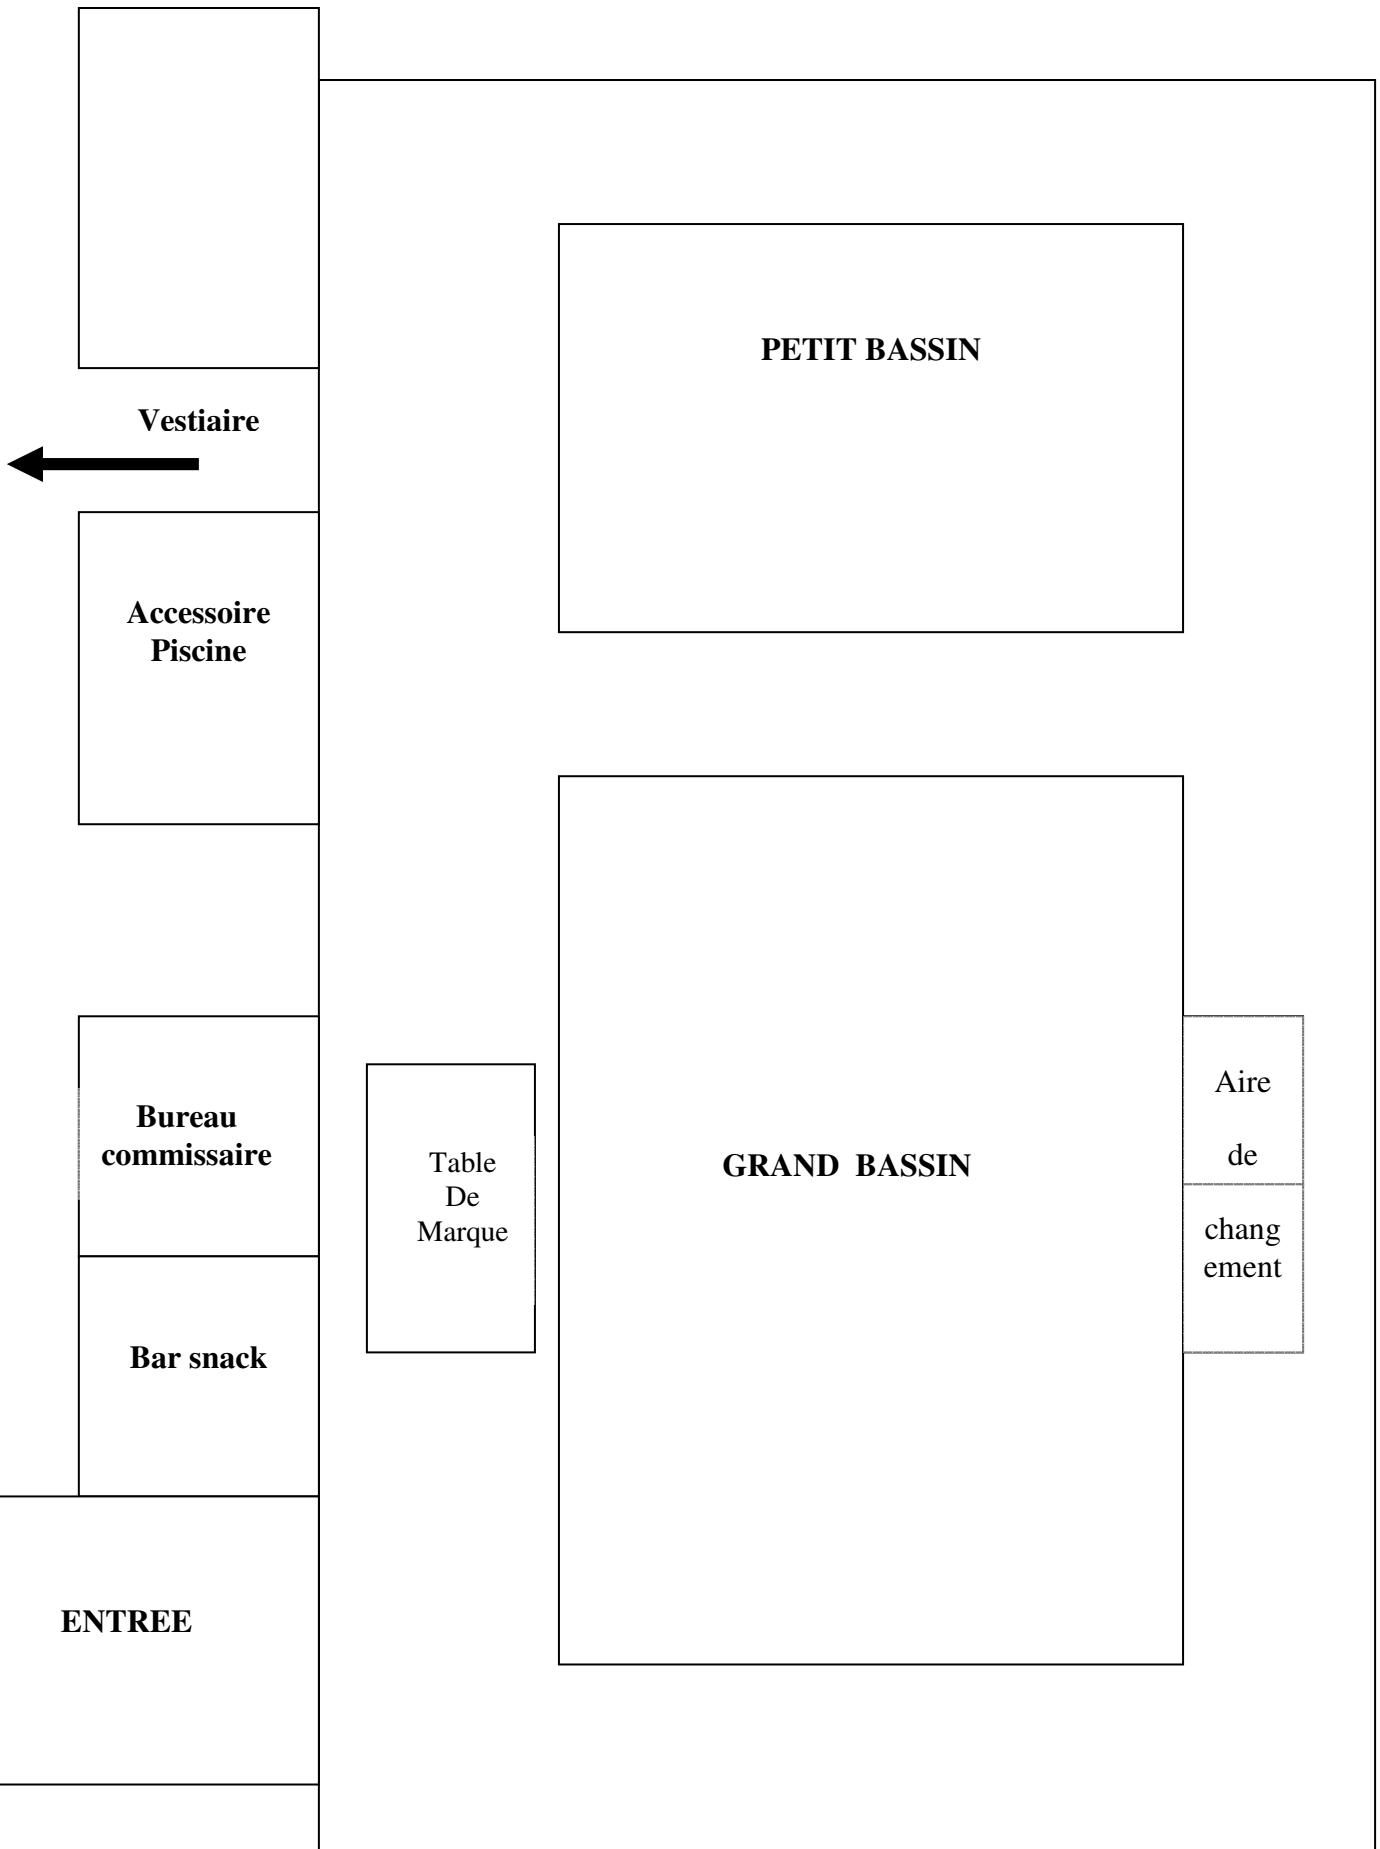 PETIT BASSIN
Vestiaire
Accessoire
Piscine
Bureau
commissaire
Table
De
Marque
GRAND BASSIN
Aire
de
chang
ement
Bar snack
ENTREE